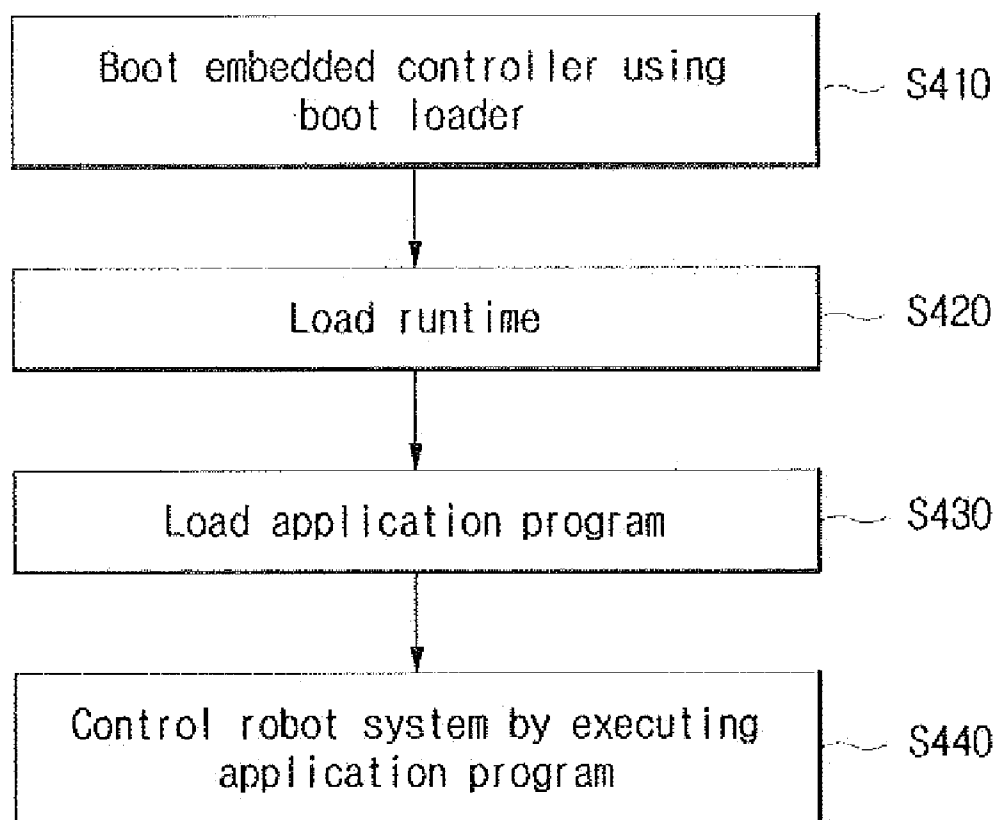 Boot embedded controller using
boot loader
S410
Load runtime
S420
Load application program
S430
Control robot system by executing
application program
S440